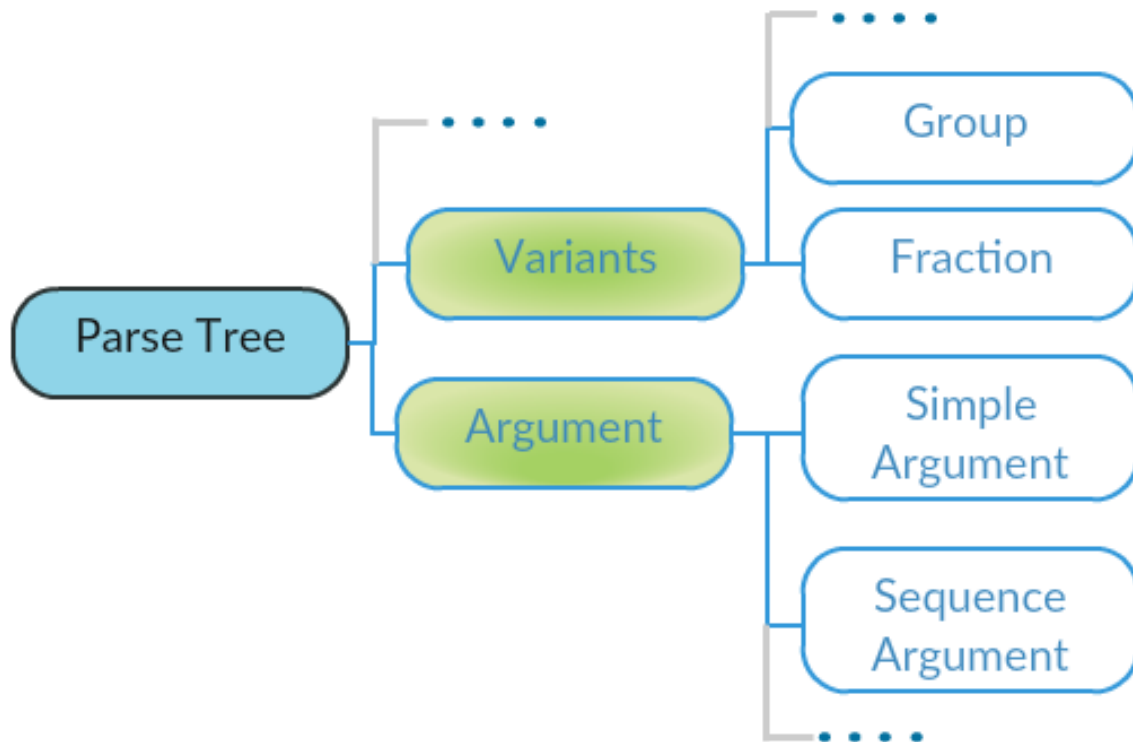 . . . .
Group
. . . .
Variants
Fraction
Parse Tree
Argument
Simple
Argument
Sequence
Argument
. . . .